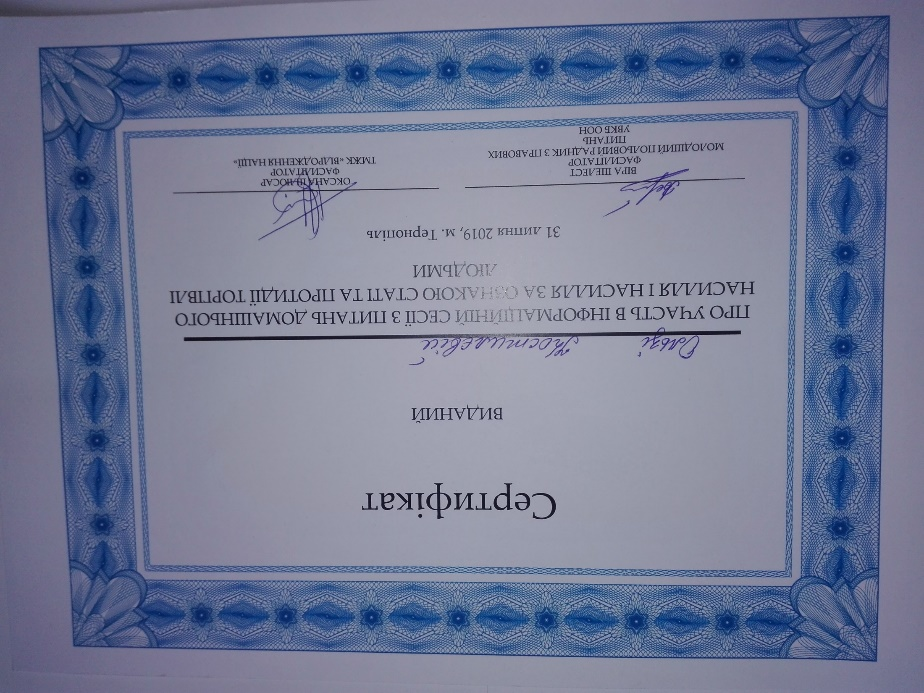 Сертифікат
ВИДАНИЙ
Ользі Костишевій
ПРО УЧАСТЬ В ІНФОРМАЦІЙНІЙ СЕСІЇ З ПИТАНЬ ДОМАШНЬОГО
НАСИЛЛЯ І НАСИЛЛЯ ЗА ОЗНАКОЮ СТАТІ ТА ПРОТИДІЇ ТОРГІВЛІ
ЛЮДЬМИ
31 липня 2019, м. Тернопіль
ВІРА ШЕЛЕСТ
ФАСИЛІТАТОР
МОЛОДШИЙ ПОЛЬОВИЙ РАДНИК З ПРАВОВИХ
ПИТАНЬ
УВКБ ООН
ОКСАНА
ФАСИЛІТАТОР
ТМЖК «ВІДРОДЖЕННЯ НАЦІЇ»